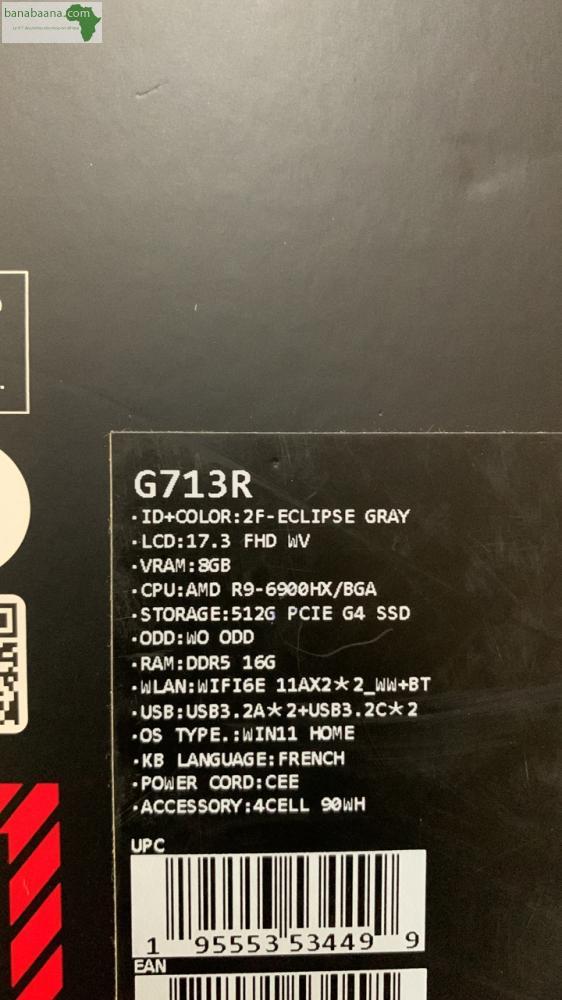 banabaana.com
G713R
·ID+COLOR:2F-ECLIPSE GRAY
·LCD:17.3 FHD WV
·VRAM:8GB
·CPU:AMD R9-6900HX/BGA
·STORAGE:512G PCIE G4 SSD
·ODD:WO ODD
·RAM:DDR5 16G
·WLAN:WIFI6E 11AX2*2_WW+BT
·USB:USB3.2A*2+USB3.2C*2
·OS TYPE.:WIN11 HOME
·KB LANGUAGE:FRENCH
·POWER CORD:CEE
·ACCESSORY:4CELL 90WH
UPC
1 95553 53449 9
EAN